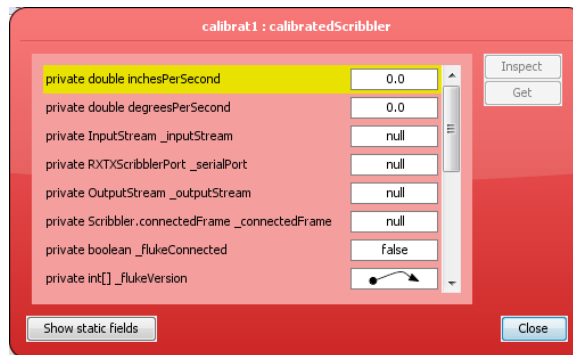 calibrat1 : calibratedScribbler
private double inchesPerSecond 0.0
private double degreesPerSecond 0.0
private InputStream _inputStream null
private RXTXScribblerPort _serialPort null
private OutputStream _outputStream null
private Scribbler.connectedFrame _connectedFrame null
private boolean _flukeConnected false
private int[] _flukeVersion
Inspect
Get
Show static fields
Close